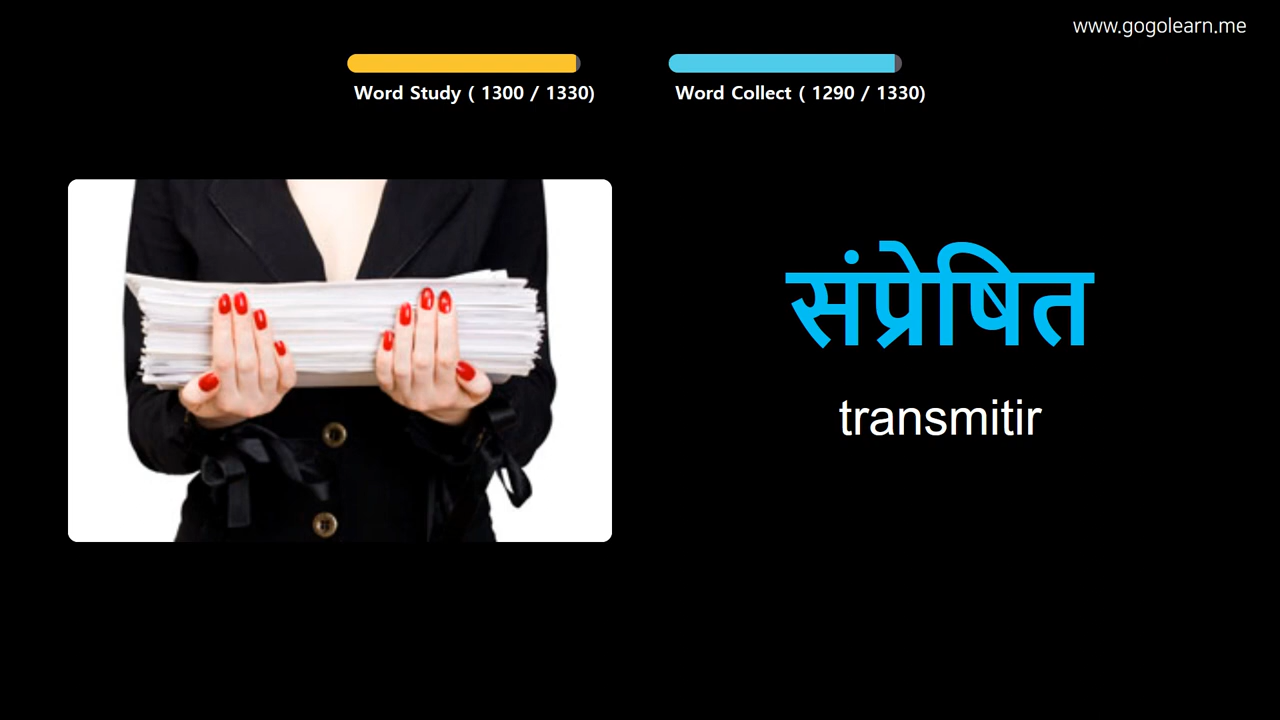 www.gogolearn.me
Word Study ( 1300 / 1330)
Word Collect ( 1290 / 1330)
संप्रेषित
transmitir